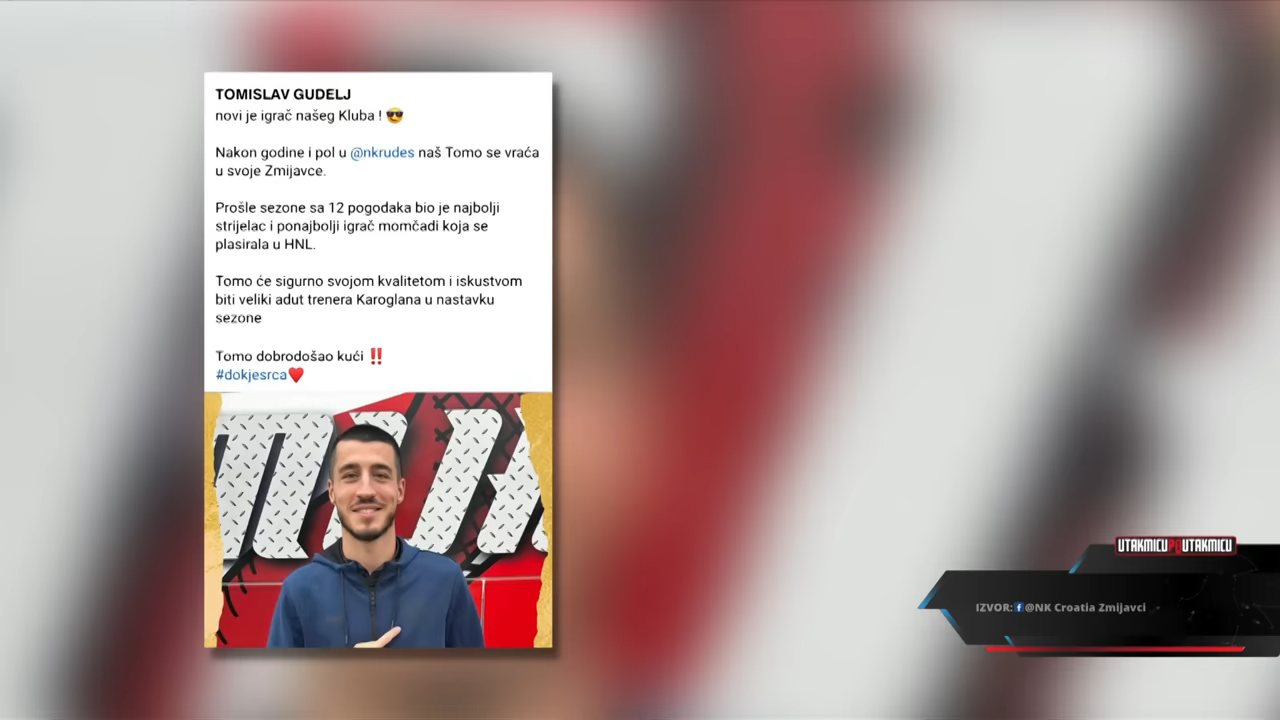 TOMISLAV GUDELJ
novi je igrač našeg Kluba ! 😎
Nakon godine i pol u @nkrudes naš Tomo se vraća
u svoje Zmijavce.
Prošle sezone sa 12 pogodaka bio je najbolji
strijelac i ponajbolji igrač momčadi koja se
plasirala u HNL.
Tomo će sigurno svojom kvalitetom i iskustvom
biti veliki adut trenera Karoglana u nastavku
sezone
Tomo dobrodošao kući ‼️
#dokjesrca❤️
UTAKMICUPOUTAKMICU
IZVOR: @NK Croatia Zmijavci